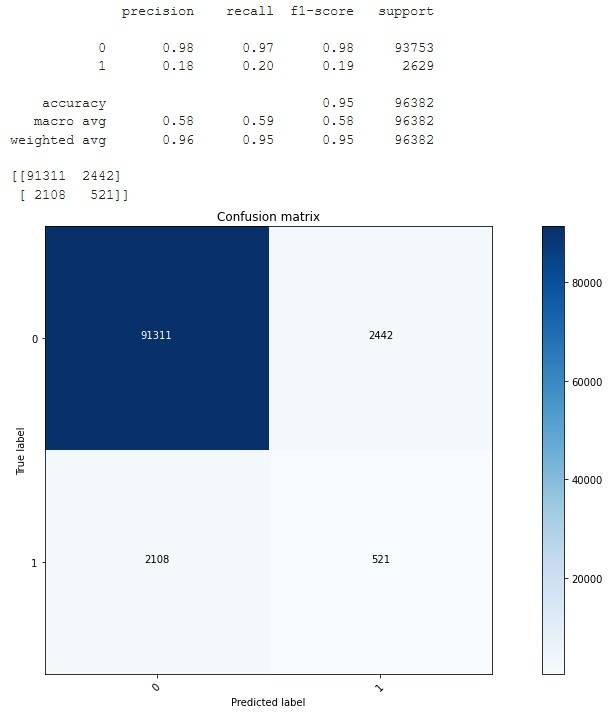 precision recall f1-score support
0 0.98 0.97 0.98 93753
1 0.18 0.20 0.19 2629
accuracy 0.95 96382
macro avg 0.58 0.59 0.58 96382
weighted avg 0.96 0.95 0.95 96382
[[91311 2442]
[ 2108 521]]
Confusion matrix
80000
0 91311 2442
60000
40000
True label
1 2108 521
20000
0 1
Predicted label